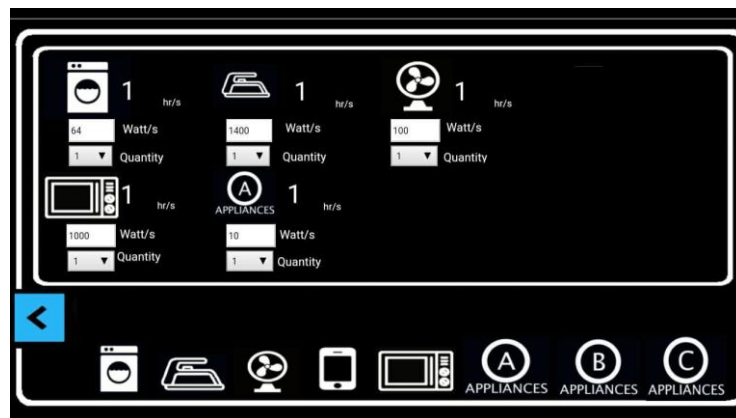 1 hr/s 1 hr/s 1 hr/s
64 Watt/s 1400 Watt/s 100 Watt/s
1 ▼ Quantity 1 ▼ Quantity 1 ▼ Quantity
1 hr/s A 1 hr/s
APPLIANCES
1000 Watt/s 10 Watt/s
1 ▼ Quantity 1 ▼ Quantity
A B C
APPLIANCES APPLIANCES APPLIANCES